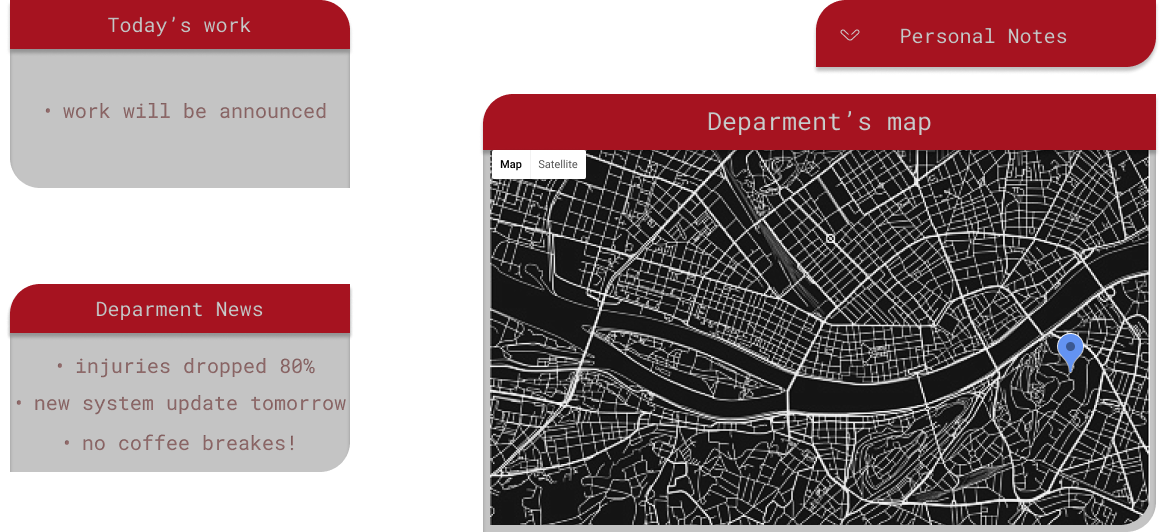 Today’s work
• work will be announced
Deparment News
• injuries dropped 80%
• new system update tomorrow
• no coffee breakes!
Personal Notes
Deparment’s map
Map Satellite